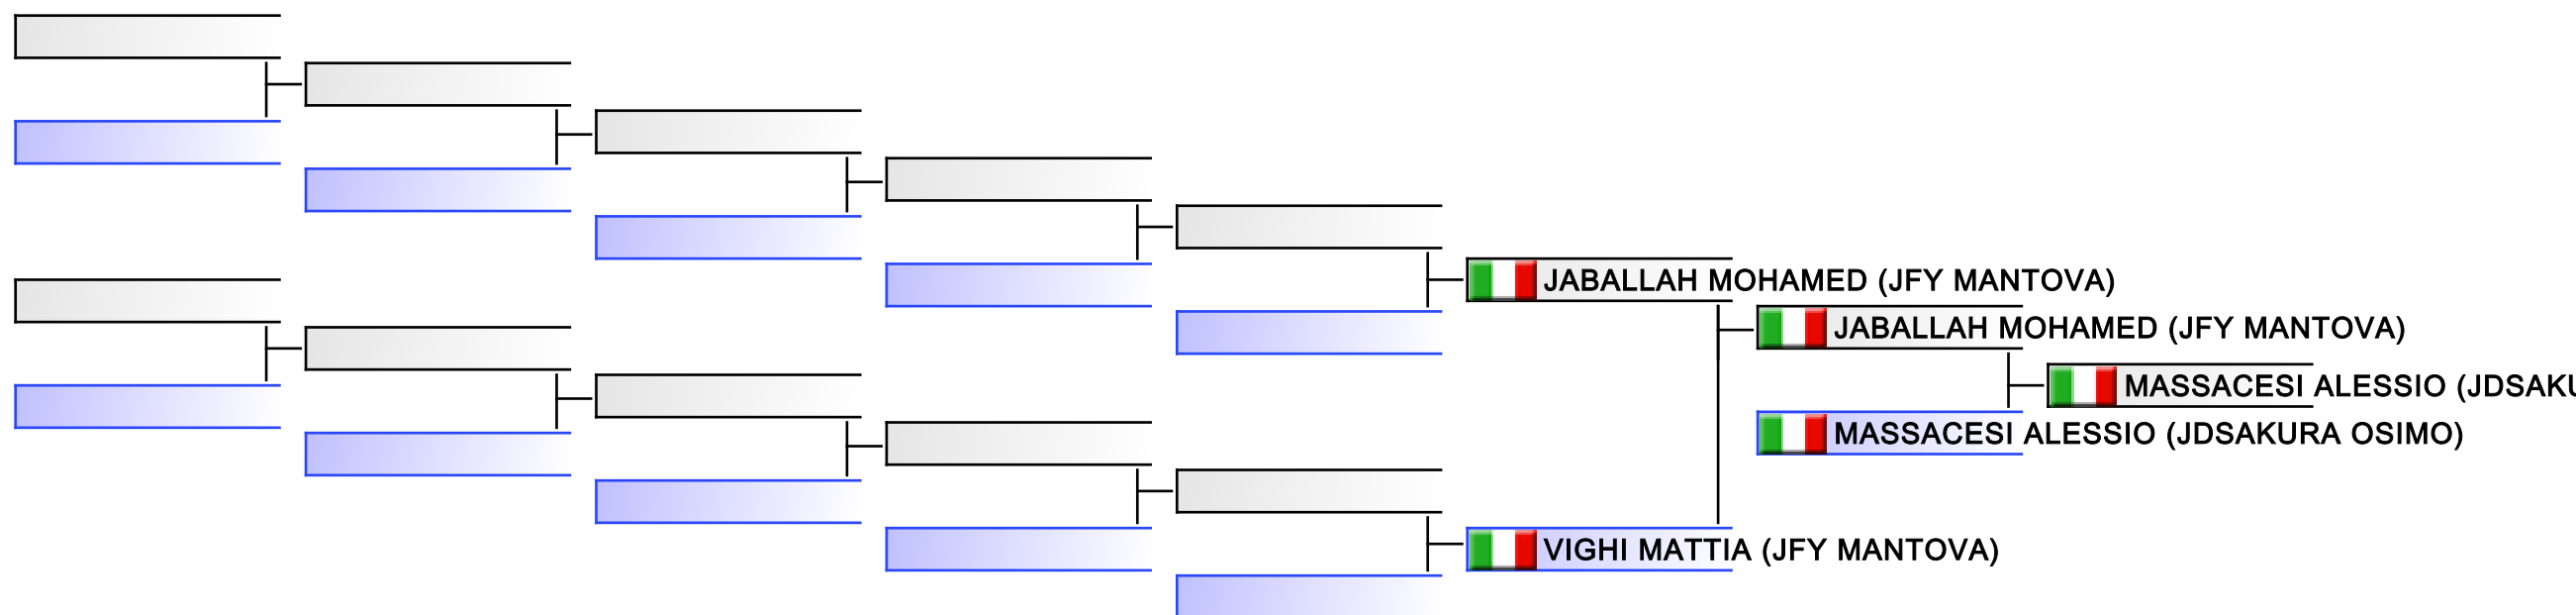 JABALLAH MOHAMED (JFY MANTOVA)
JABALLAH MOHAMED (JFY MANTOVA)
MASSACESI ALESSIO (JDSAKU
MASSACESI ALESSIO (JDSAKURA OSIMO)
VIGHI MATTIA (JFY MANTOVA)